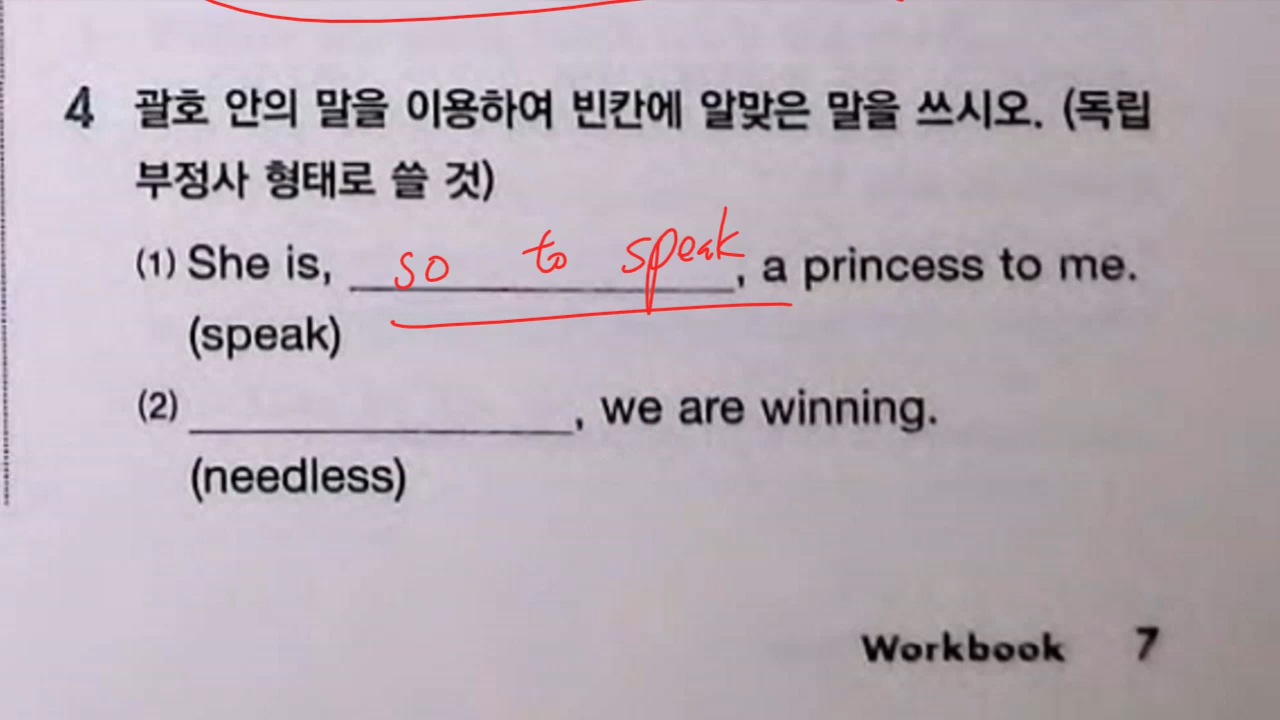 4 괄호 안의 말을 이용하여 빈칸에 알맞은 말을 쓰시오. (독립
부정사 형태로 쓸 것)
(1) She is, so to speak, a princess to me.
(speak)
(2) ____________, we are winning.
(needless)
Workbook 7